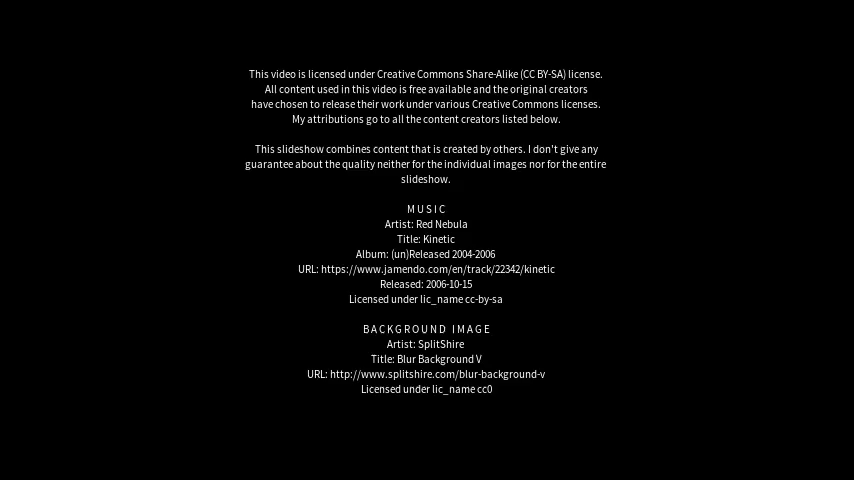 This video is licensed under Creative Commons Share-Alike (CC BY-SA) license.
All content used in this video is free available and the original creators
have chosen to release their work under various Creative Commons licenses.
My attributions go to all the content creators listed below.
This slideshow combines content that is created by others. I don't give any
guarantee about the quality neither for the individual images nor for the entire
slideshow.
MUSIC
Artist: Red Nebula
Title: Kinetic
Album: (un)Released 2004-2006
URL: https://www.jamendo.com/en/track/22342/kinetic
Released: 2006-10-15
Licensed under lic_name cc-by-sa
BACKGROUND IMAGE
Artist: SplitShire
Title: Blur Background V
URL: http://www.splitshire.com/blur-background-v
Licensed under lic_name cc0